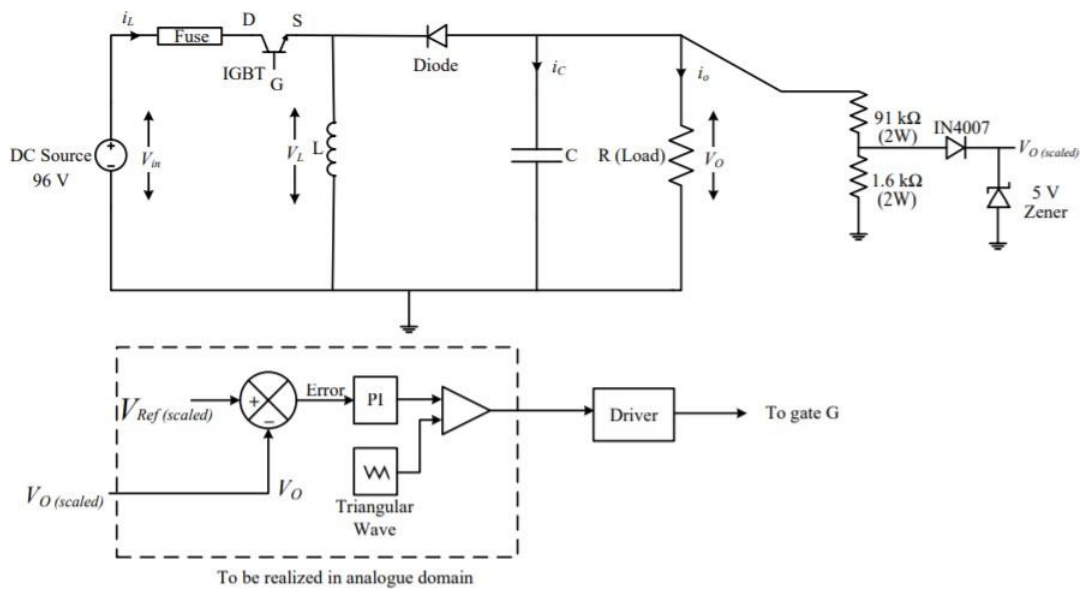 iL
Fuse
D S
IGBT
G
Diode
iC
io
DC Source
96 V
Vin
VL
L
C
R (Load)
VO
91 kΩ
(2W)
IN4007
1.6 kΩ
(2W)
VO (scaled)
5 V
Zener
VRef (scaled)
Error
PI
Driver
To gate G
VO (scaled)
VO
Triangular
Wave
To be realized in analogue domain